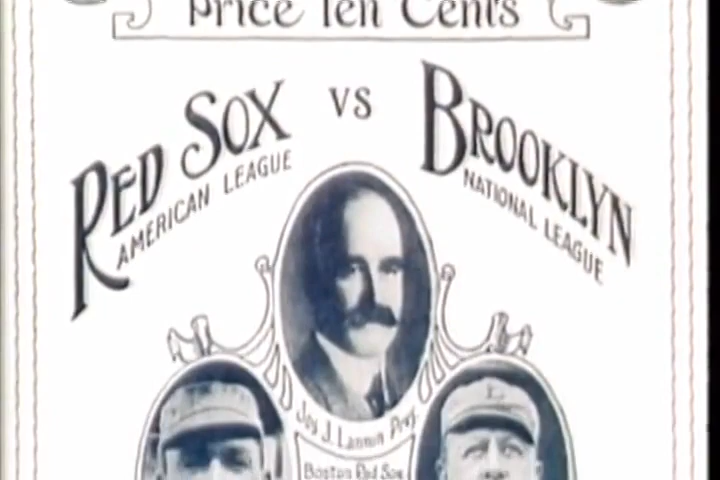 Price Ten Cents
RED SOX VS BROOKLYN
AMERICAN LEAGUE NATIONAL LEAGUE
Jos J. Lannin Pres.
Boston Red Sox